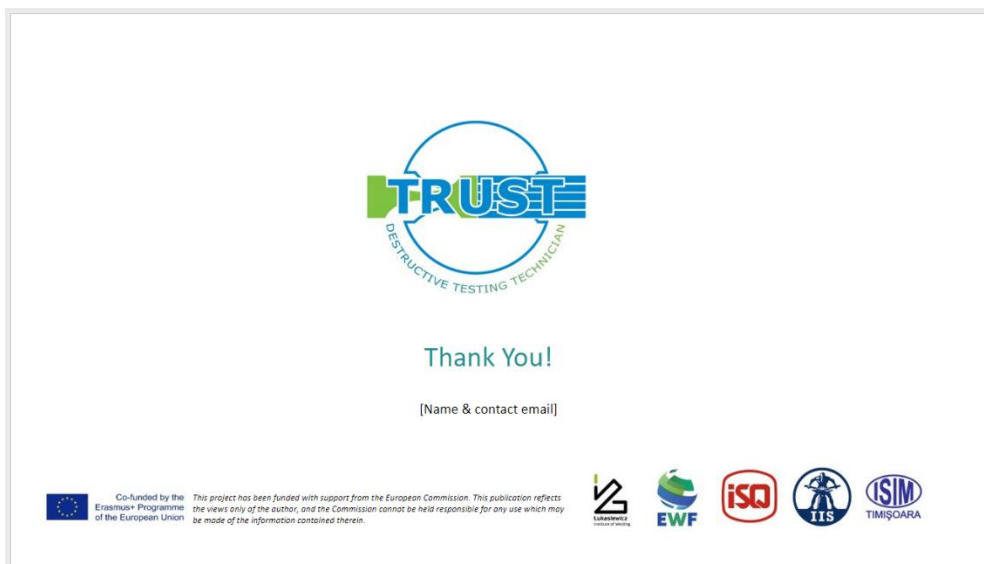 TRUST
DESTRUCTIVE TESTING TECHNICIAN
Thank You!
[Name & contact email]
Co-funded by the
Erasmus+ Programme
of the European Union
This project has been funded with support from the European Commission. This publication reflects
the views only of the author, and the Commission cannot be held responsible for any use which may
be made of the information contained therein.
Łukasiewicz
Institute of Welding
EWF
iSQ
IIS
ISIM
TIMIȘOARA